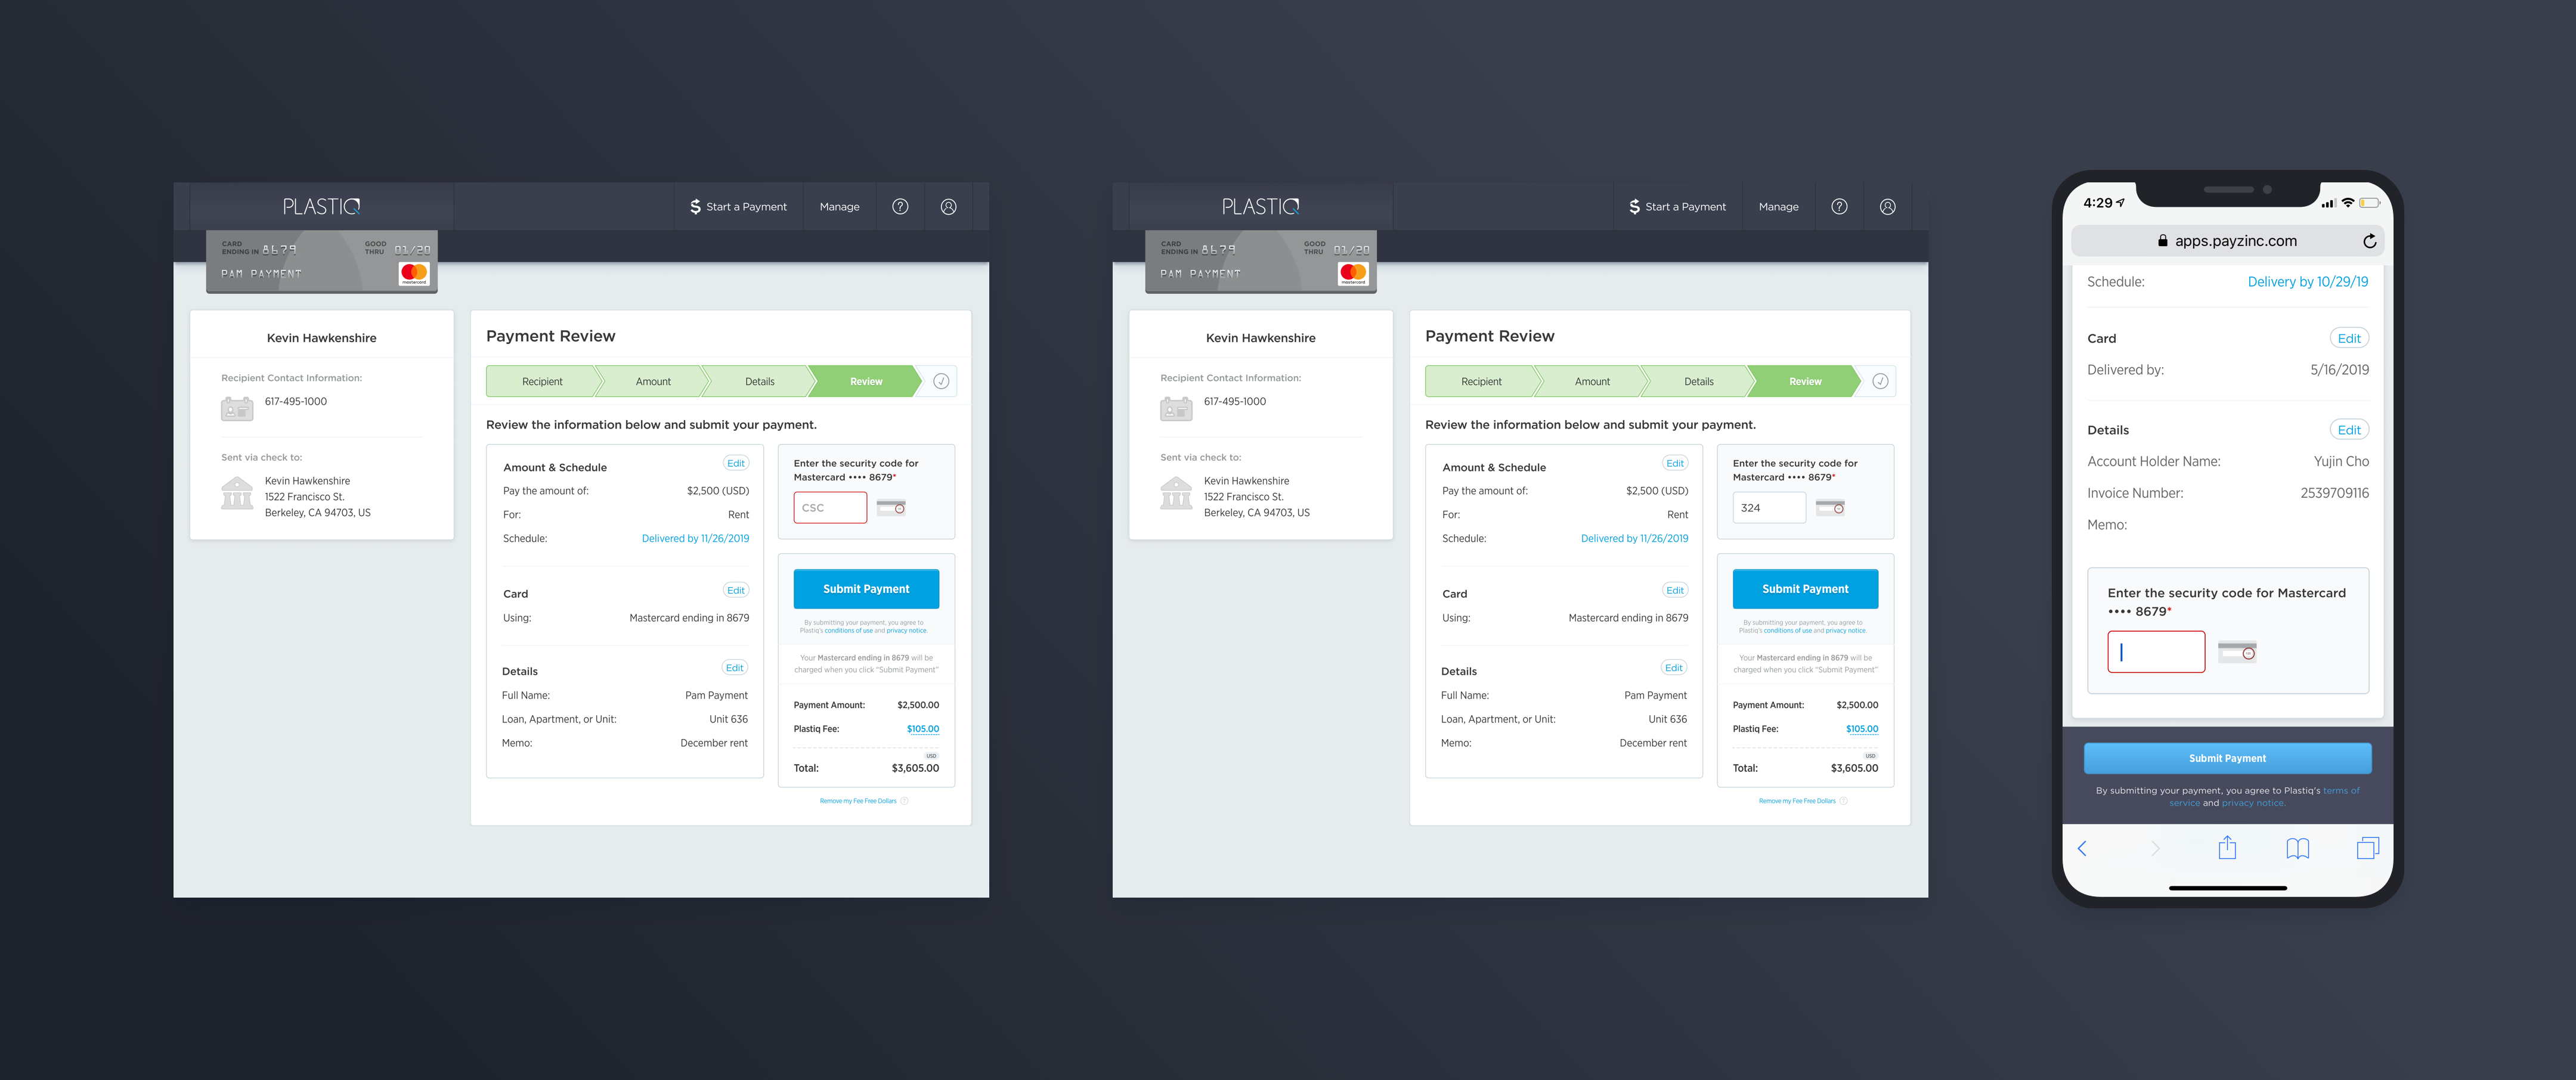 PLASTIQ
Start a Payment
Manage
?
CARD ENDING IN 8679
GOOD THRU 01/20
PAM PAYMENT
mastercard
Kevin Hawkenshire
Recipient Contact Information:
617-495-1000
Sent via check to:
Kevin Hawkenshire
1522 Francisco St.
Berkeley, CA 94703, US
Payment Review
Recipient
Amount
Details
Review
Review the information below and submit your payment.
Amount & Schedule
Edit
Pay the amount of: $2,500 (USD)
For: Rent
Schedule: Delivered by 11/26/2019
Card
Edit
Using: Mastercard ending in 8679
Details
Edit
Full Name: Pam Payment
Loan, Apartment, or Unit: Unit 636
Memo: December rent
Enter the security code for
Mastercard •••• 8679*
CSC
Submit Payment
By submitting your payment, you agree to
Plastiq's conditions of use and privacy notice.
Your Mastercard ending in 8679 will be
charged when you click "Submit Payment"
Payment Amount: $2,500.00
Plastiq Fee: $105.00
USD
Total: $3,605.00
Remove my Fee Free Dollars ?
PLASTIQ
Start a Payment
Manage
?
CARD ENDING IN 8679
GOOD THRU 01/20
PAM PAYMENT
mastercard
Kevin Hawkenshire
Recipient Contact Information:
617-495-1000
Sent via check to:
Kevin Hawkenshire
1522 Francisco St.
Berkeley, CA 94703, US
Payment Review
Recipient
Amount
Details
Review
Review the information below and submit your payment.
Amount & Schedule
Edit
Pay the amount of: $2,500 (USD)
For: Rent
Schedule: Delivered by 11/26/2019
Card
Edit
Using: Mastercard ending in 8679
Details
Edit
Full Name: Pam Payment
Loan, Apartment, or Unit: Unit 636
Memo: December rent
Enter the security code for
Mastercard •••• 8679*
324
Submit Payment
By submitting your payment, you agree to
Plastiq's conditions of use and privacy notice.
Your Mastercard ending in 8679 will be
charged when you click "Submit Payment"
Payment Amount: $2,500.00
Plastiq Fee: $105.00
USD
Total: $3,605.00
Remove my Fee Free Dollars ?
4:29
apps.payzinc.com
Schedule: Delivery by 10/29/19
Card
Edit
Delivered by: 5/16/2019
Details
Edit
Account Holder Name: Yujin Cho
Invoice Number: 2539709116
Memo:
Enter the security code for Mastercard
•••• 8679*
Submit Payment
By submitting your payment, you agree to Plastiq's terms of
service and privacy notice.